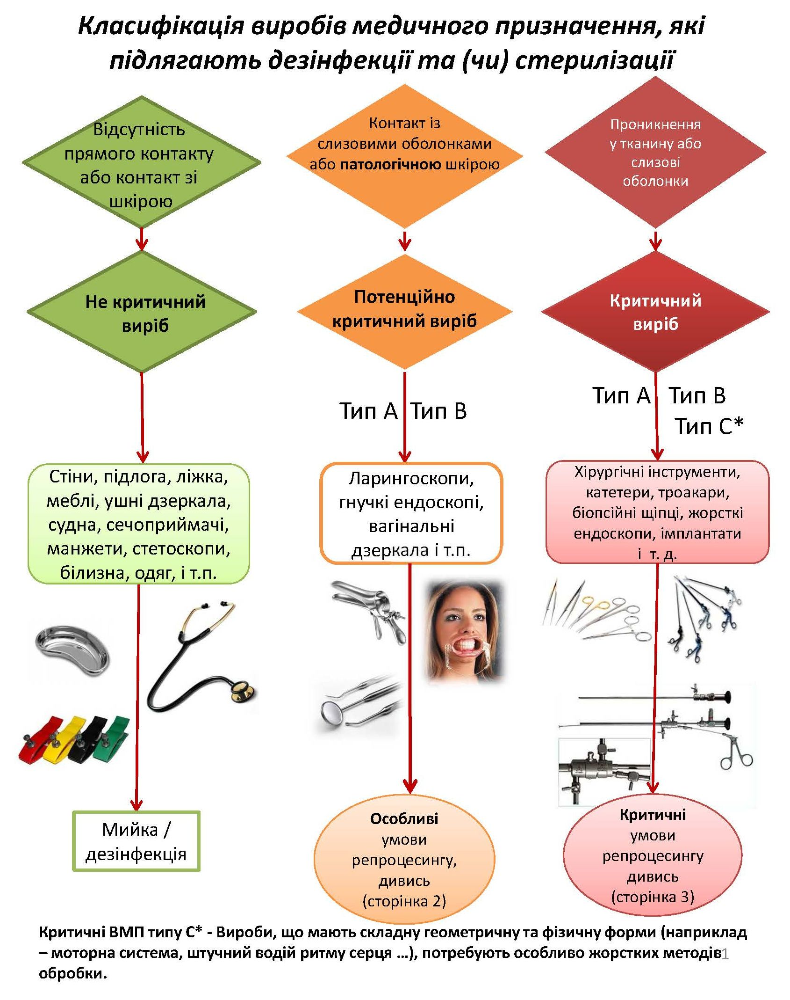 Класифікація виробів медичного призначення, які
підлягають дезінфекції та (чи) стерилізації
Відсутність
прямого контакту
або контакт зі
шкірою
Контакт із
слизовими оболонками
або патологічною шкірою
Проникнення
у тканину або
слизові
оболонки
Не критичний
виріб
Потенційно
критичний виріб
Критичний
виріб
Тип А Тип В
Тип А Тип В
Тип С*
Стіни, підлога, ліжка,
меблі, ушні дзеркала,
судна, сечоприймачі,
манжети, стетоскопи,
білизна, одяг, і т.п.
Ларингоскопи,
гнучкі ендоскопі,
вагінальні
дзеркала і т.п.
Хірургічні інструменти,
катетери, троакари,
біопсійні щіпці, жорсткі
ендоскопи, імплантати
і т. д.
Мийка /
дезінфекція
Особливі
умови
репроцесингу,
дивись
(сторінка 2)
Критичні
умови
репроцесингу
дивись
(сторінка 3)
Критичні ВМП типу С* - Вироби, що мають складну геометричну та фізичну форми (наприклад
– моторна система, штучний водій ритму серця ...), потребують особливо жорстких методів
обробки.
1